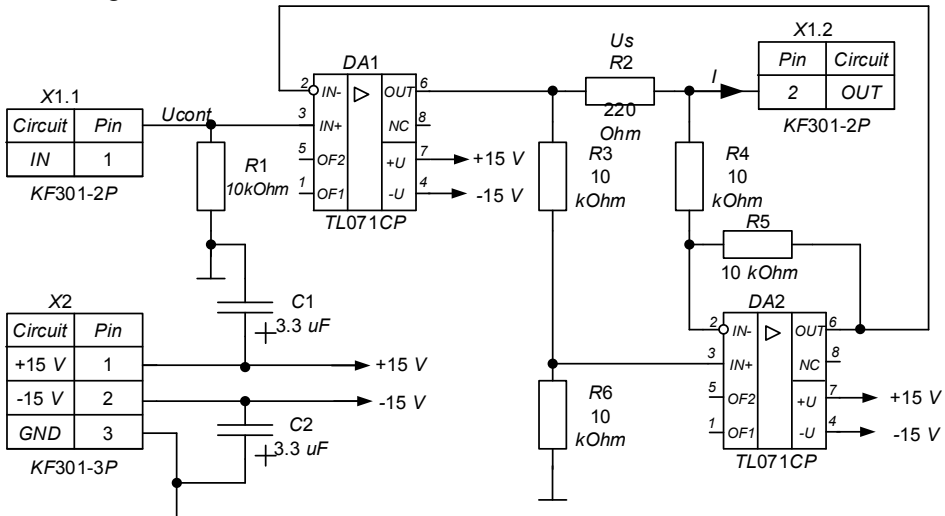 X1.1
Circuit Pin
IN 1
KF301-2P
Ucont
R1
10kOhm
DA1
2 IN- OUT 6
3 IN+ NC 8
5 OF2 +U 7 +15 V
1 OF1 -U 4 -15 V
TL071CP
Us
R2
220
Ohm
I
X1.2
Pin Circuit
2 OUT
KF301-2P
R3
10
kOhm
R4
10
kOhm
R5
10 kOhm
C1
3.3 uF
X2
Circuit Pin
+15 V 1 +15 V
-15 V 2 -15 V
GND 3
KF301-3P
C2
3.3 uF
R6
10
kOhm
DA2
2 IN- OUT 6
3 IN+ NC 8
5 OF2 +U 7 +15 V
1 OF1 -U 4 -15 V
TL071CP